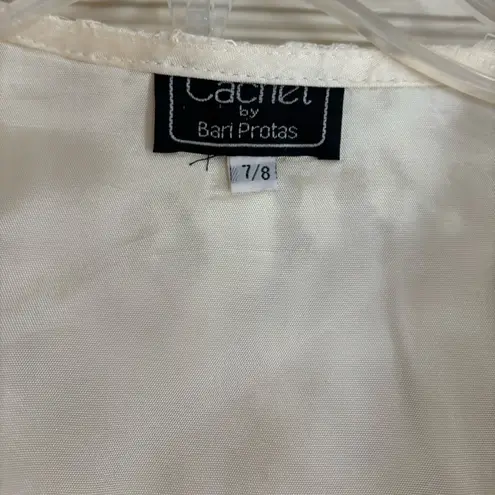 Cachet
by
Bari Protas
7/8